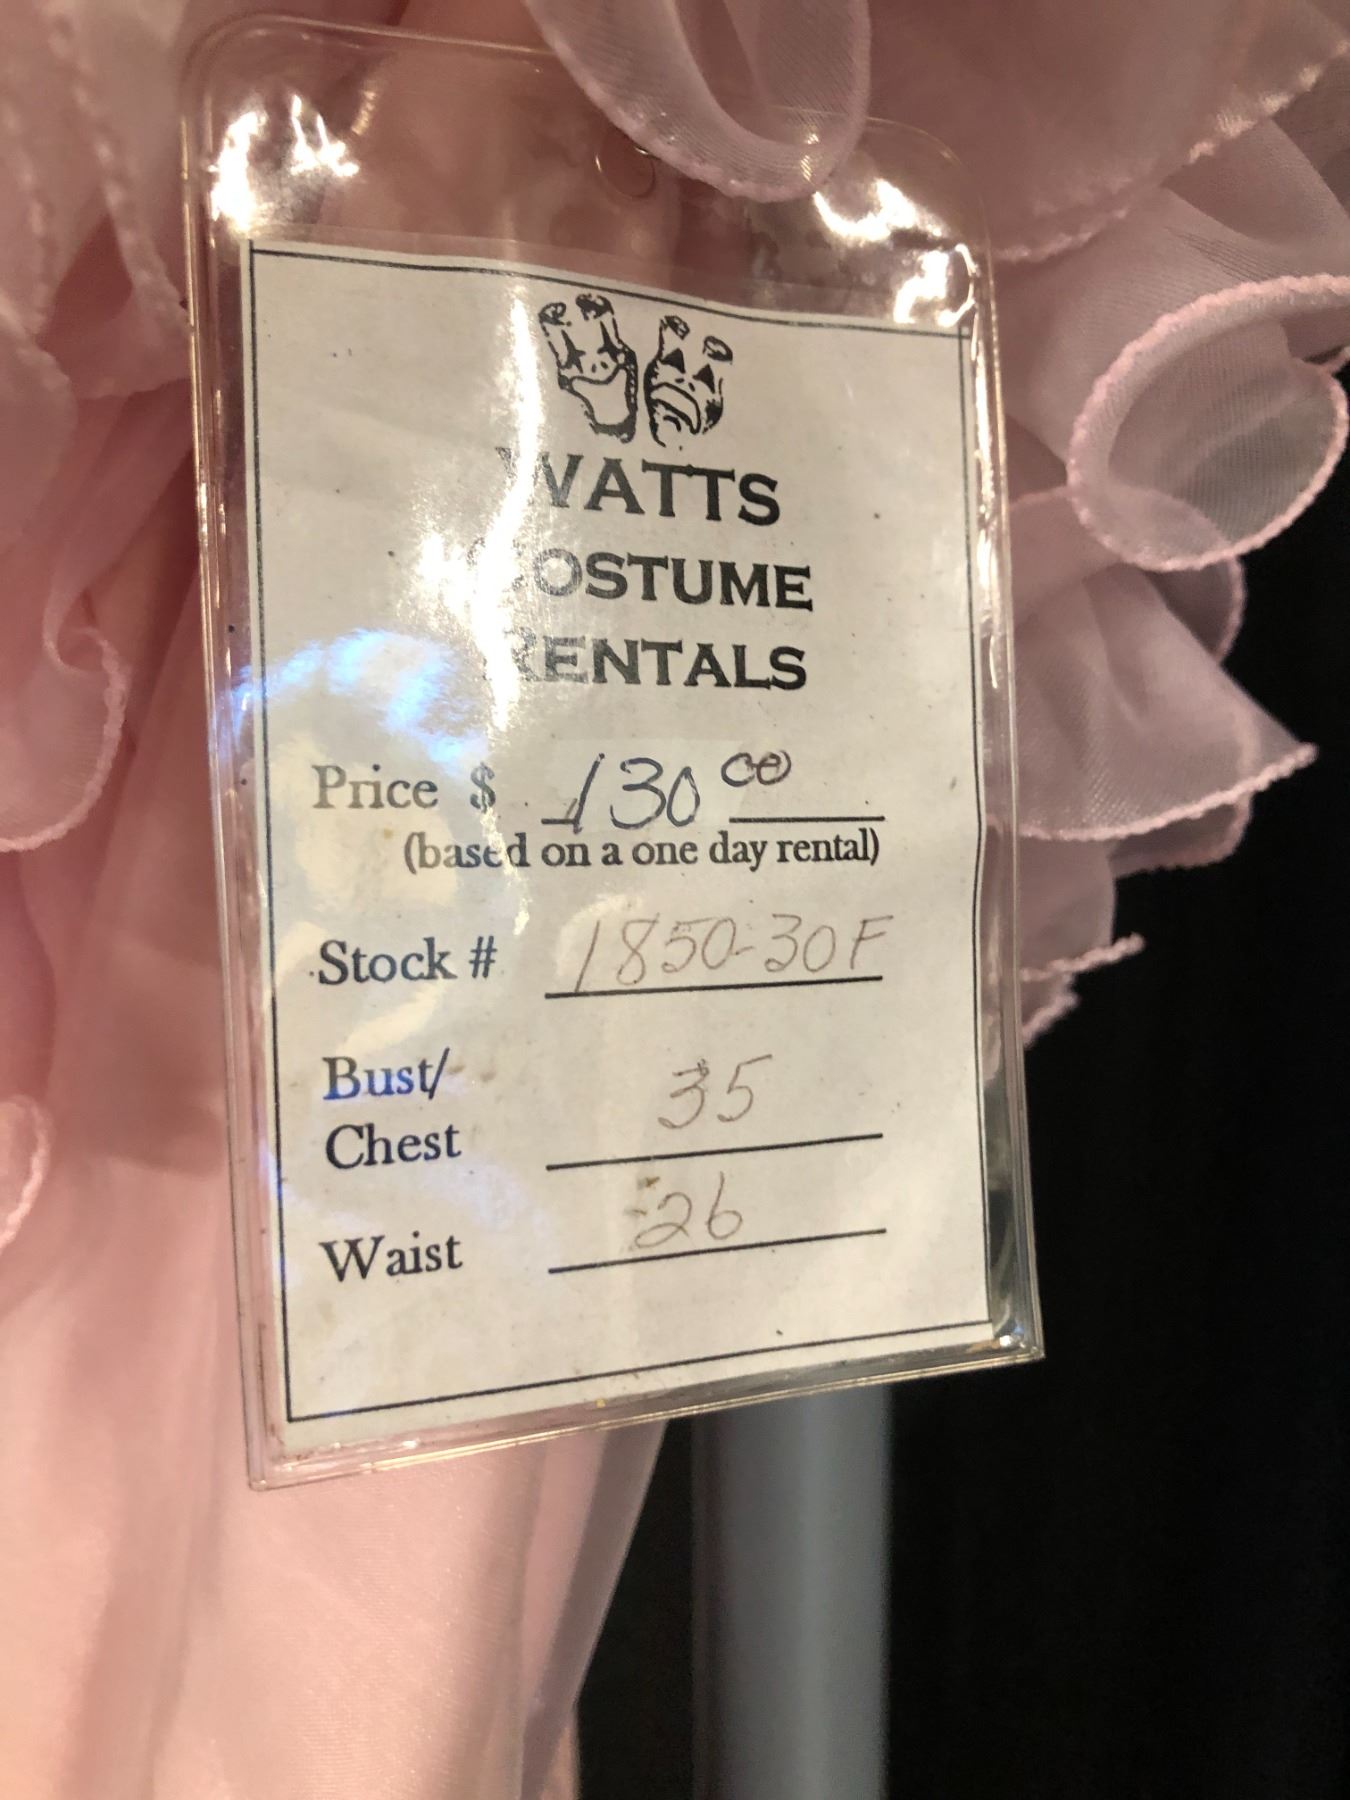 WATTS
COSTUME
RENTALS
Price $ 130 00
(based on a one day rental)
Stock # 1850-30F
Bust/
Chest 35
Waist 26